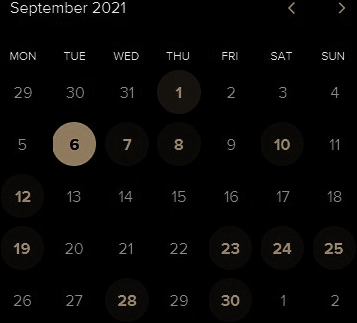 September 2021
MON TUE WED THU FRI SAT SUN
29 30 31 1 2 3 4
5 6 7 8 9 10 11
12 13 14 15 16 17 18
19 20 21 22 23 24 25
26 27 28 29 30 1 2